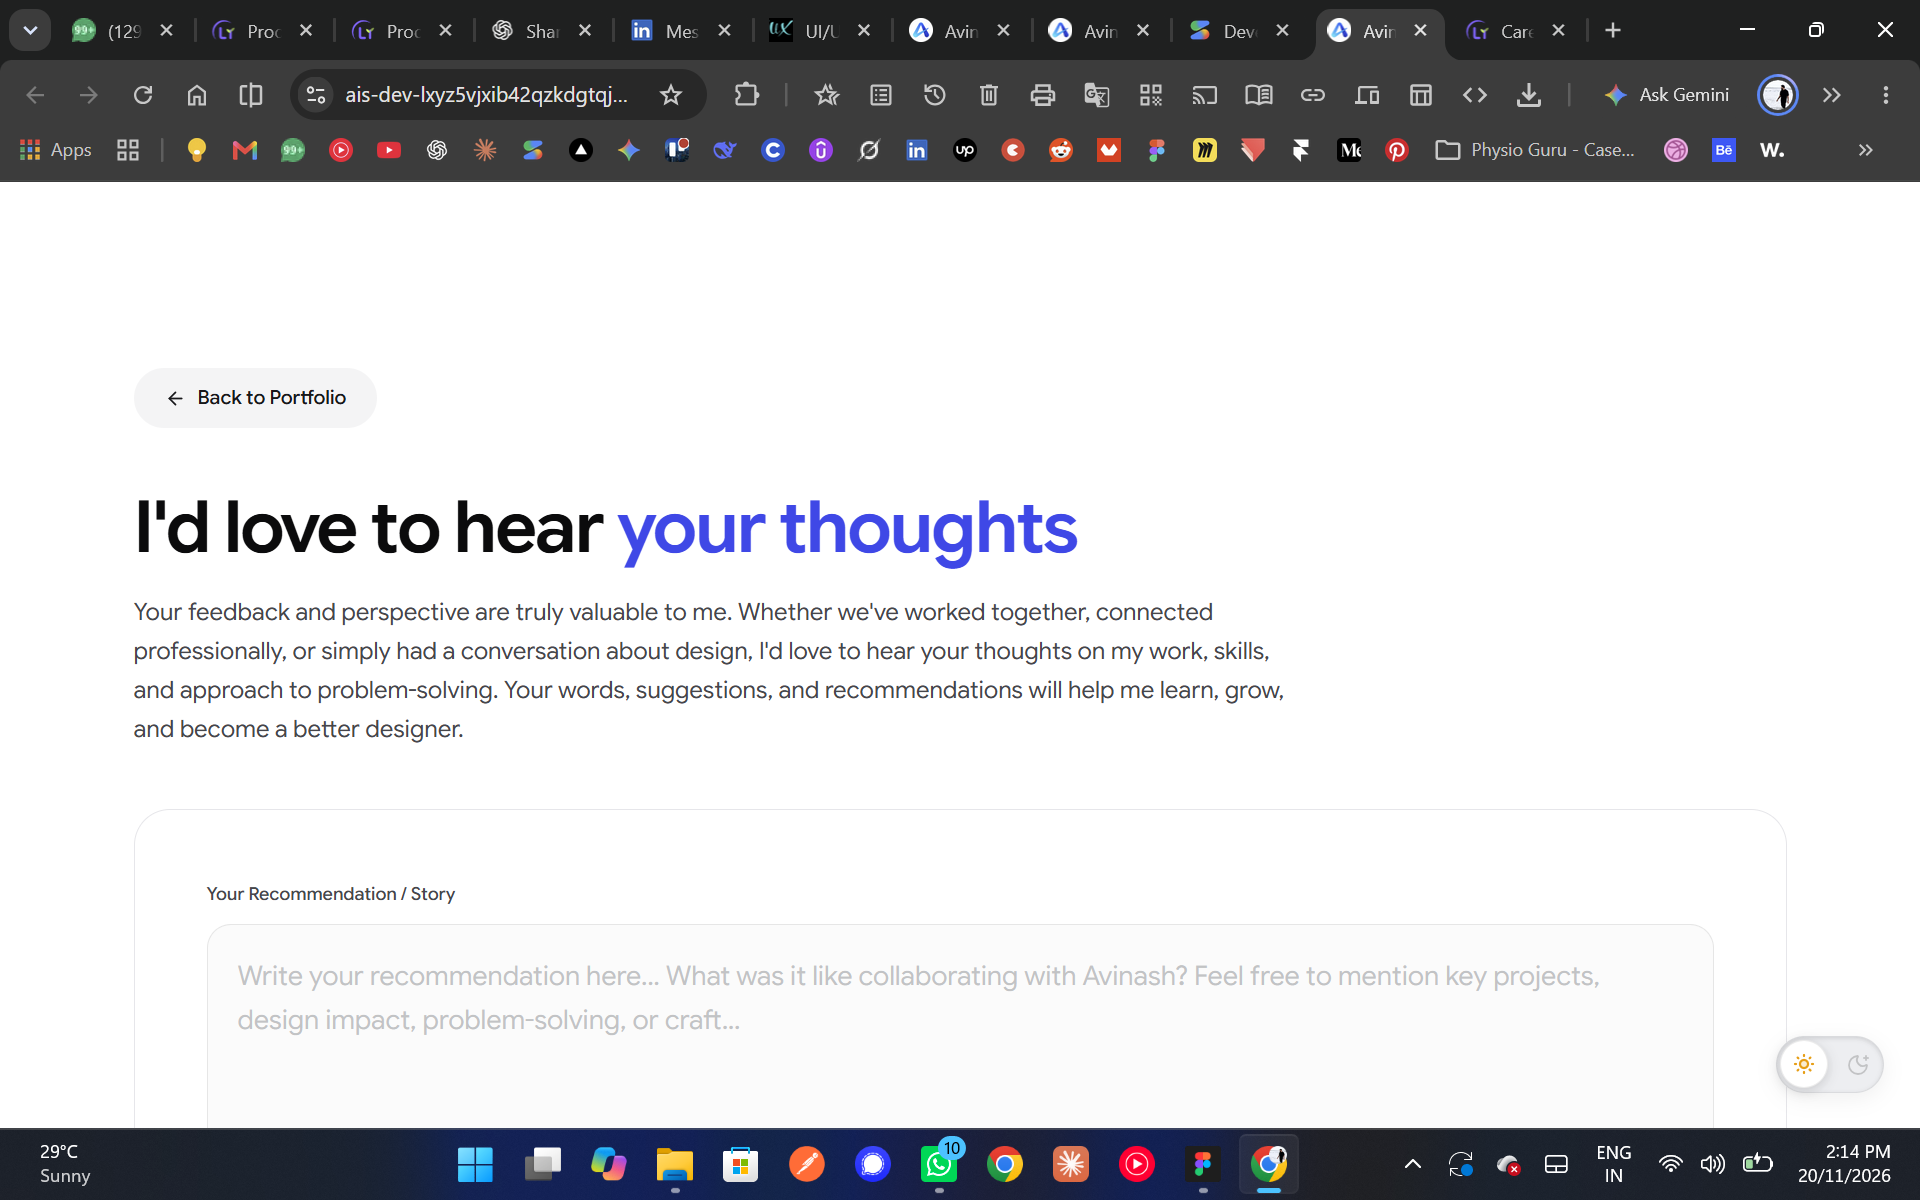 (129
Proc
Proc
Shar
Mes
UI/U
Avin
Avin
Deve
Avin
Care
ais-dev-lxyz5vjxib42qzkdgtqj...
Ask Gemini
Apps
Physio Guru - Case...
Back to Portfolio
I'd love to hear your thoughts
Your feedback and perspective are truly valuable to me. Whether we've worked together, connected
professionally, or simply had a conversation about design, I'd love to hear your thoughts on my work, skills,
and approach to problem-solving. Your words, suggestions, and recommendations will help me learn, grow,
and become a better designer.
Your Recommendation / Story
Write your recommendation here... What was it like collaborating with Avinash? Feel free to mention key projects,
design impact, problem-solving, or craft...
29°C
Sunny
10
ENG
IN
2:14 PM
20/11/2026